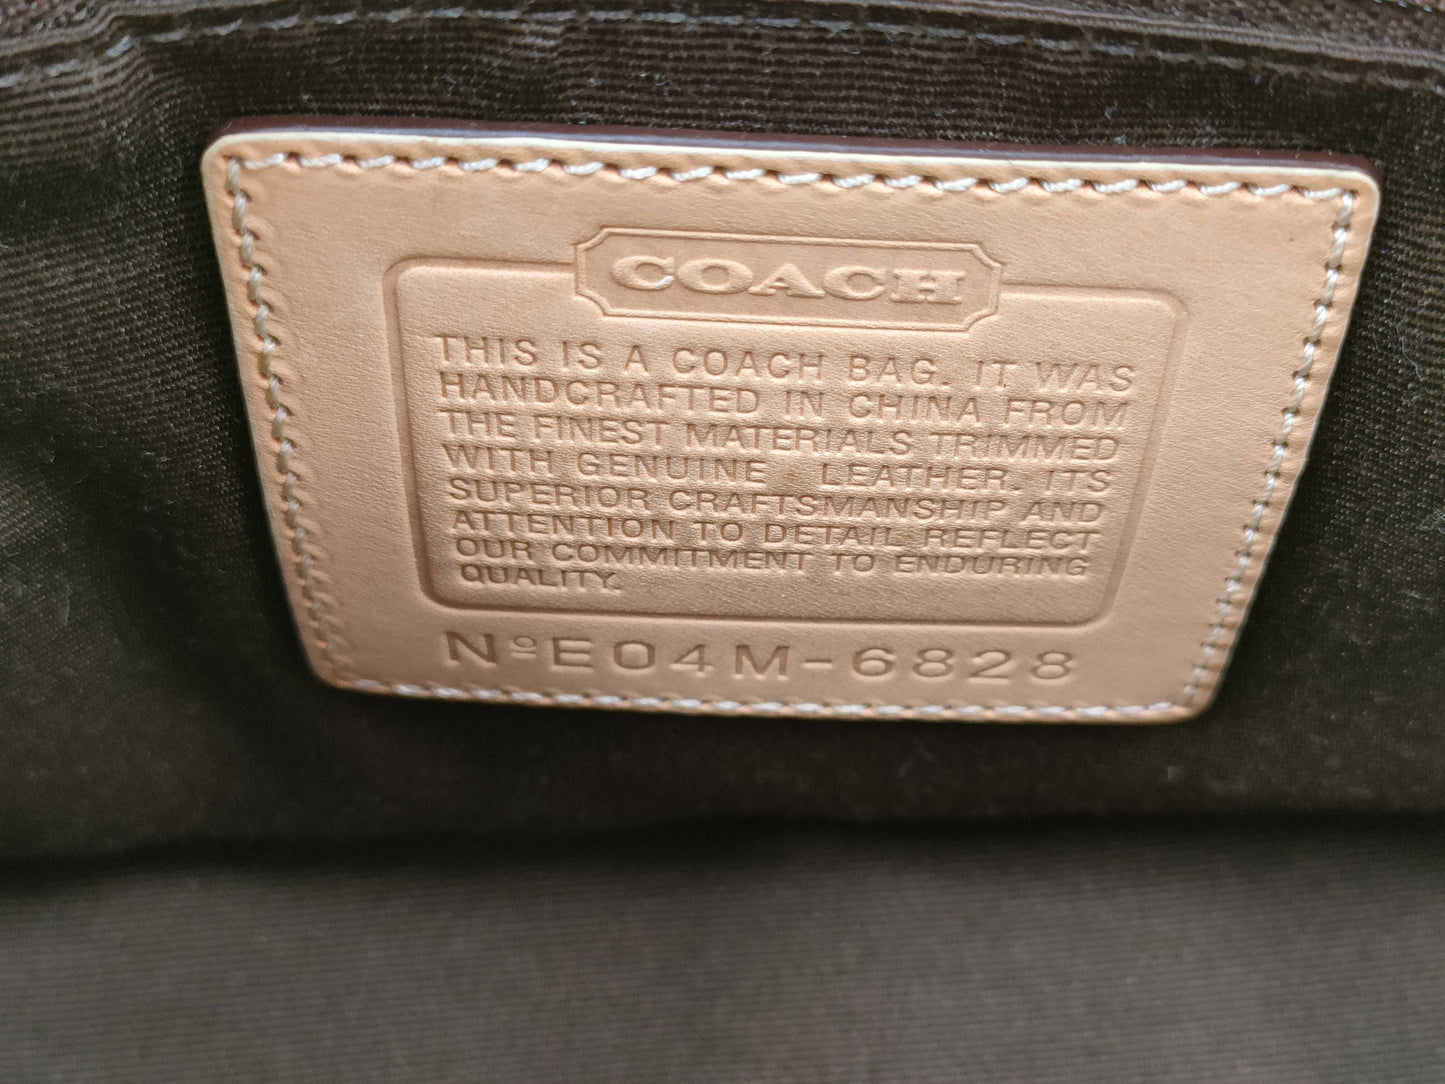 COACH
THIS IS A COACH BAG. IT WAS
HANDCRAFTED IN CHINA FROM
THE FINEST MATERIALS TRIMMED
WITH GENUINE LEATHER. ITS
SUPERIOR CRAFTSMANSHIP AND
ATTENTION TO DETAIL REFLECT
OUR COMMITMENT TO ENDURING
QUALITY.
NºE04M-6828